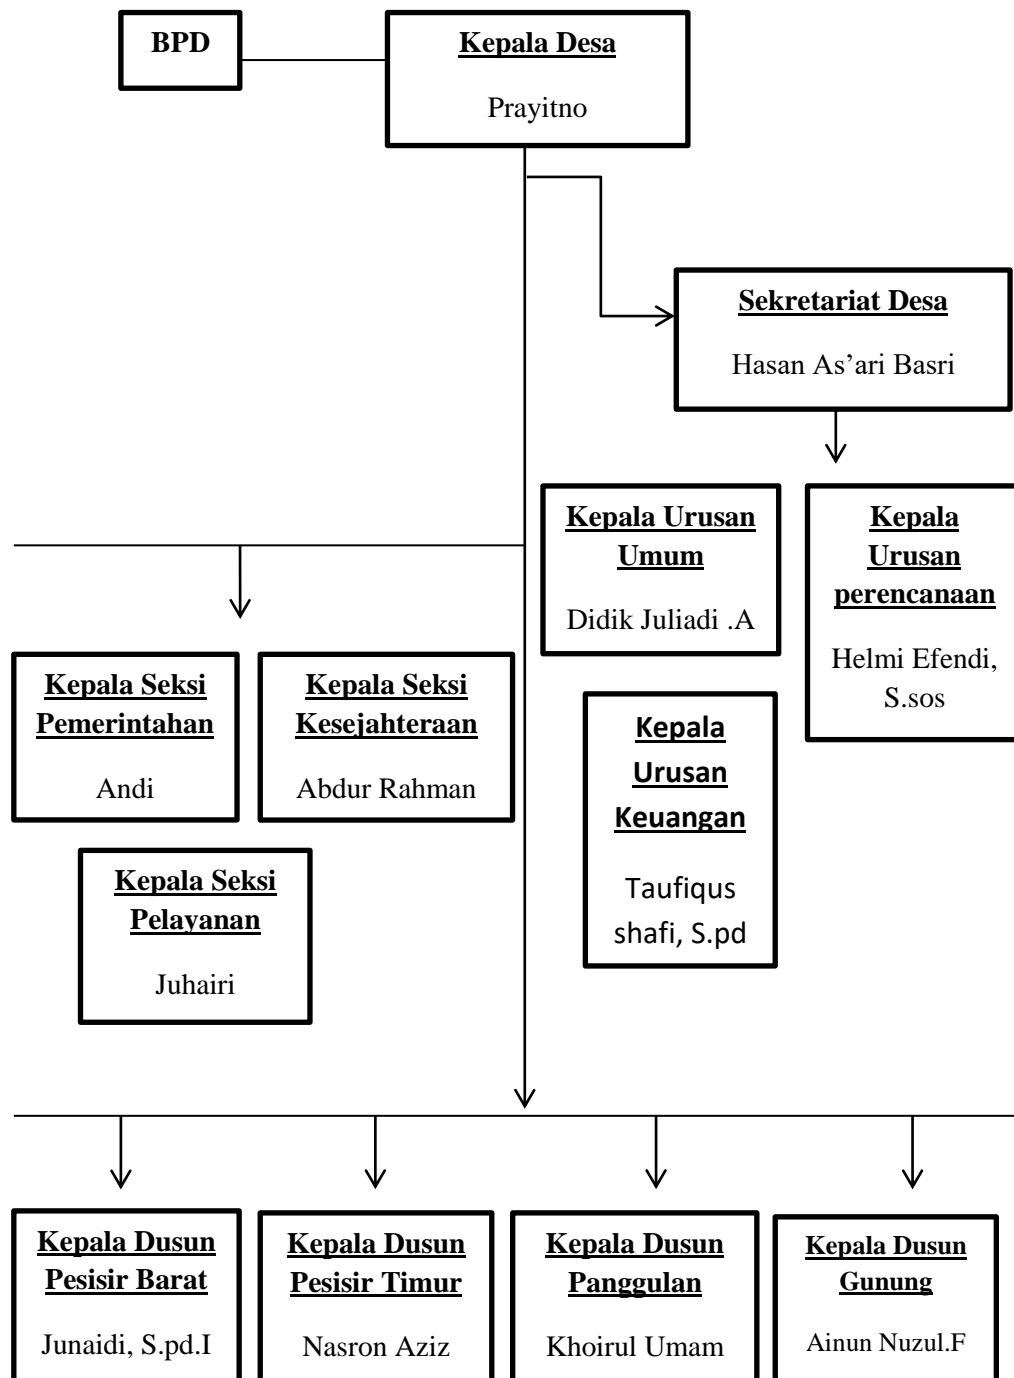 BPD
Kepala Desa
Prayitno
Sekretariat Desa
Hasan As’ari Basri
Kepala Urusan
Umum
Didik Juliadi .A
Kepala
Urusan
perencanaan
Helmi Efendi,
S.sos
Kepala Seksi
Pemerintahan
Andi
Kepala Seksi
Kesejahteraan
Abdur Rahman
Kepala
Urusan
Keuangan
Taufiqus
shafi, S.pd
Kepala Seksi
Pelayanan
Juhairi
Kepala Dusun
Pesisir Barat
Junaidi, S.pd.I
Kepala Dusun
Pesisir Timur
Nasron Aziz
Kepala Dusun
Panggulan
Khoirul Umam
Kepala Dusun
Gunung
Ainun Nuzul.F